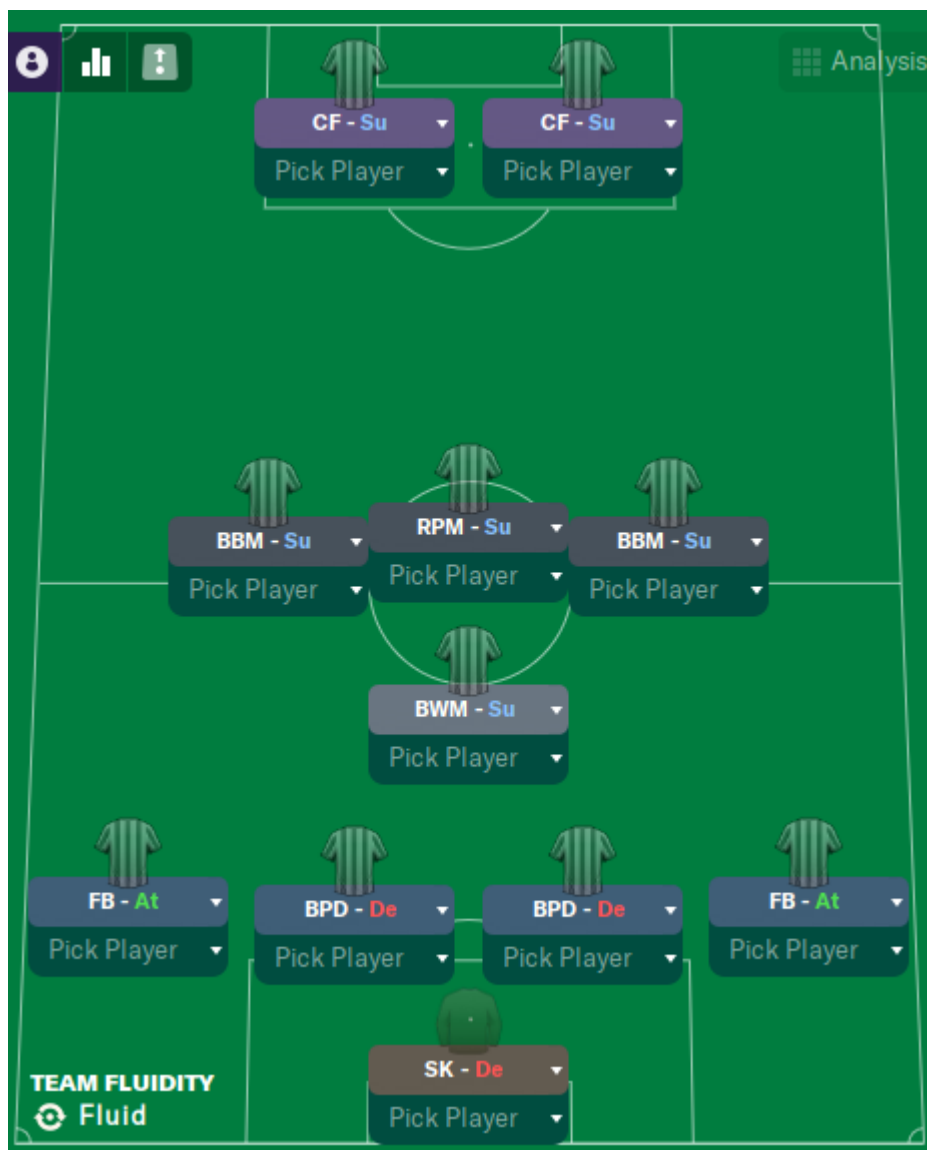 Analysis
CF - Su CF - Su
Pick Player Pick Player
BBM - Su RPM - Su BBM - Su
Pick Player Pick Player Pick Player
BWM - Su
Pick Player
FB - At BPD - De BPD - De FB - At
Pick Player Pick Player Pick Player Pick Player
SK - De
Pick Player
TEAM FLUIDITY
Fluid